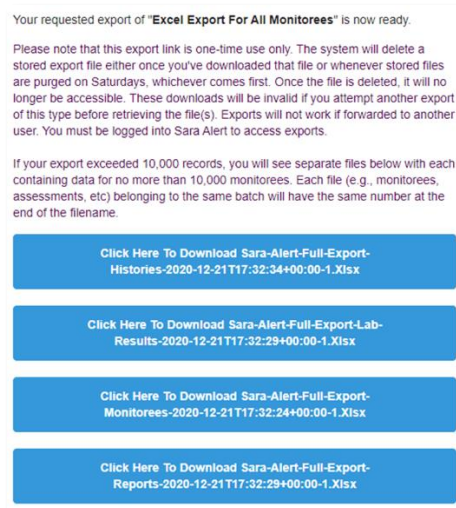 Your requested export of "Excel Export For All Monitorees" is now ready.
Please note that this export link is one-time use only. The system will delete a
stored export file either once you've downloaded that file or whenever stored files
are purged on Saturdays, whichever comes first. Once the file is deleted, it will no
longer be accessible. These downloads will be invalid if you attempt another export
of this type before retrieving the file(s). Exports will not work if forwarded to another
user. You must be logged into Sara Alert to access exports.
If your export exceeded 10,000 records, you will see separate files below with each
containing data for no more than 10,000 monitorees. Each file (e.g., monitorees,
assessments, etc) belonging to the same batch will have the same number at the
end of the filename.
Click Here To Download Sara-Alert-Full-Export-
Histories-2020-12-21T17:32:34+00:00-1.Xlsx
Click Here To Download Sara-Alert-Full-Export-Lab-
Results-2020-12-21T17:32:29+00:00-1.Xlsx
Click Here To Download Sara-Alert-Full-Export-
Monitorees-2020-12-21T17:32:24+00:00-1.Xlsx
Click Here To Download Sara-Alert-Full-Export-
Reports-2020-12-21T17:32:29+00:00-1.Xlsx